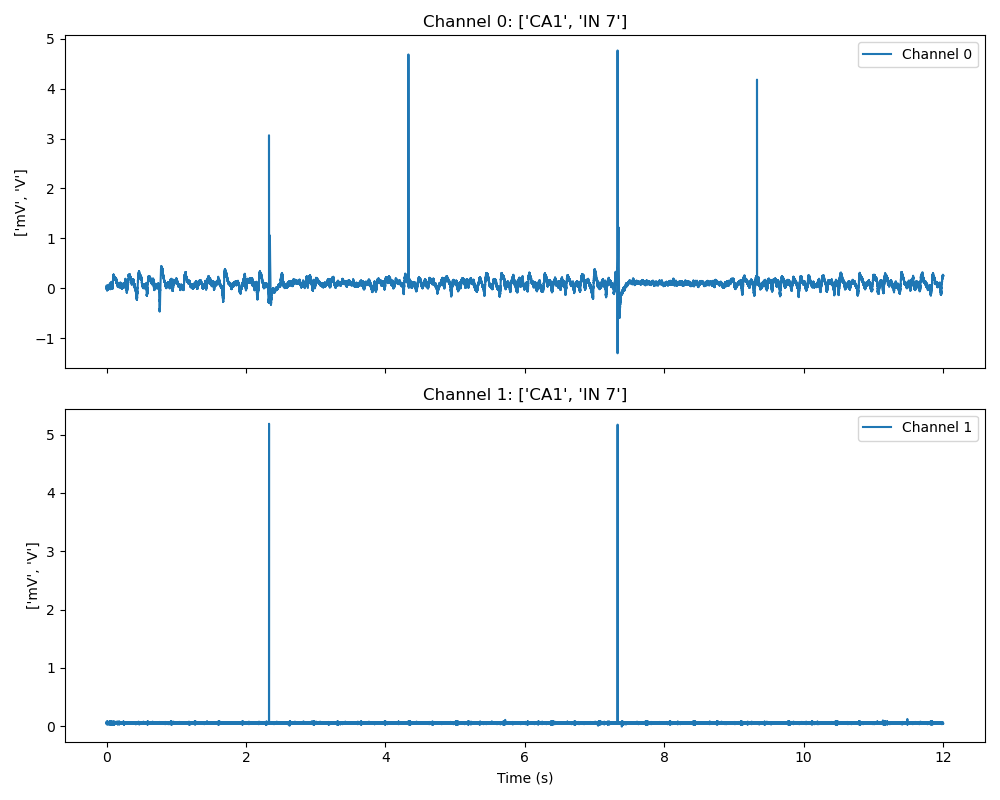 Channel 0: ['CA1', 'IN 7']
5
4
3
2
1
0
−1
['mV', 'V']
Channel 0
Channel 1: ['CA1', 'IN 7']
5
4
3
2
1
0
['mV', 'V']
Channel 1
0 2 4 6 8 10 12
Time (s)